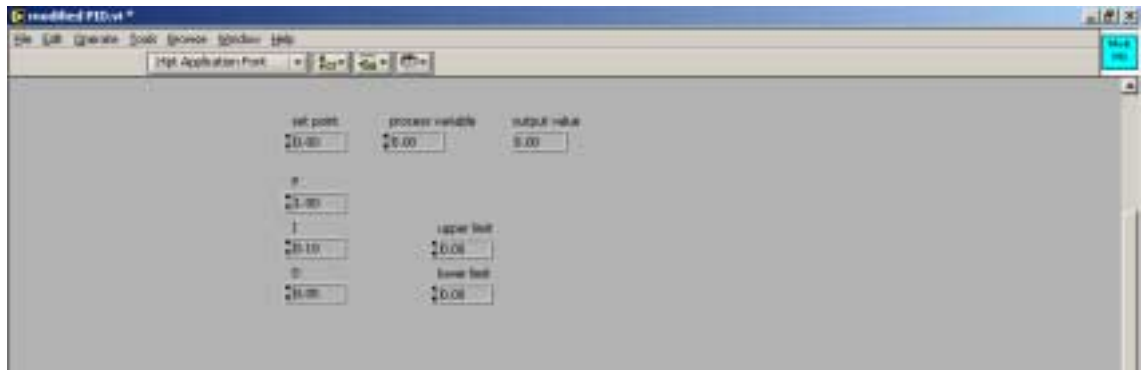 modified PID.vi *
File Edit Operate Tools Browse Window Help
14pt Application Font
set point process variable output value
0.00 0.00 0.00
P
1.00
I upper limit
0.10 0.00
D lower limit
0.00 0.00